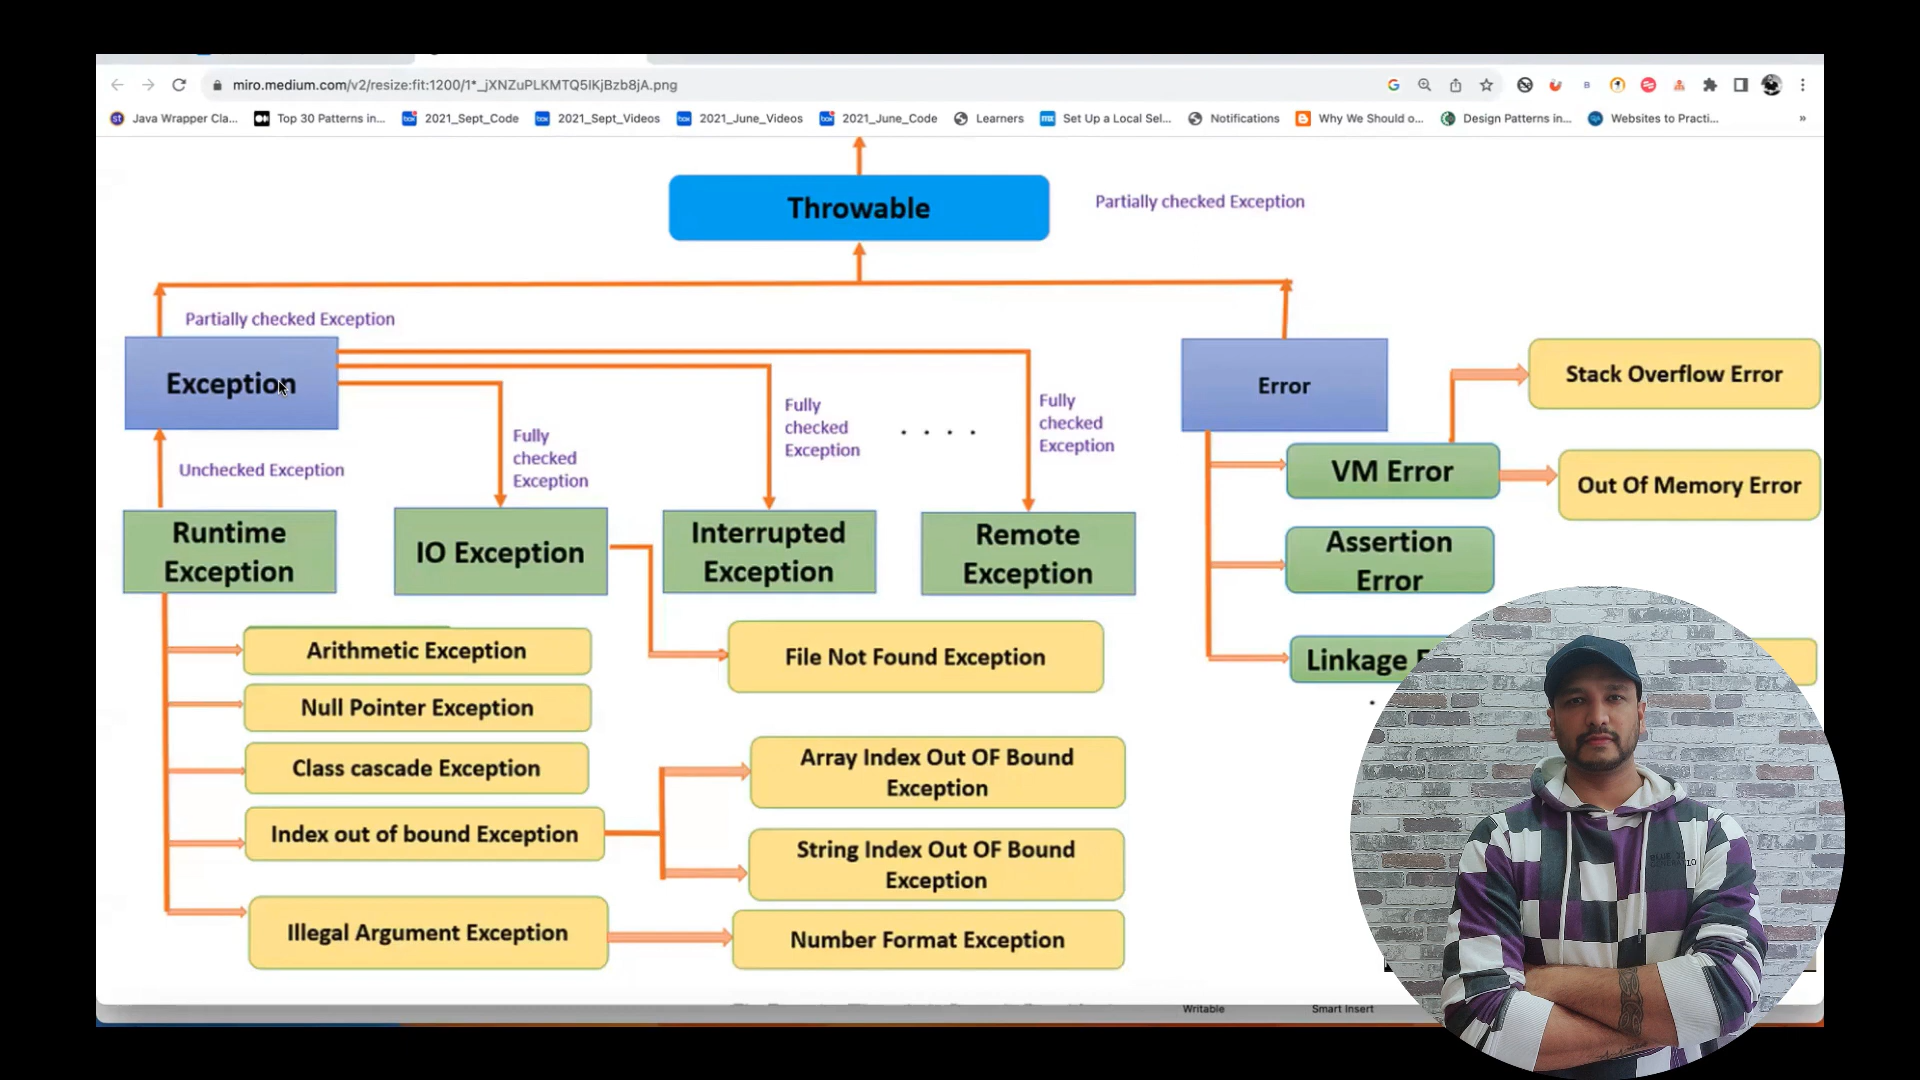 miro.medium.com/v2/resize:fit:1200/1*_jXNZuPLKMTQ5IKjBzb8jA.png
Java Wrapper Cla...
Top 30 Patterns in...
2021_Sept_Code
2021_Sept_Videos
2021_June_Videos
2021_June_Code
Learners
Set Up a Local Sel...
Notifications
Why We Should o...
Design Patterns in...
Websites to Practi...
»
Throwable
Partially checked Exception
Partially checked Exception
Exception
Error
Stack Overflow Error
Fully
checked
Exception
Fully
checked
Exception
Fully
checked
Exception
. . . .
Unchecked Exception
VM Error
Out Of Memory Error
Runtime
Exception
IO Exception
Interrupted
Exception
Remote
Exception
Assertion
Error
Arithmetic Exception
File Not Found Exception
Linkage
Null Pointer Exception
Class cascade Exception
Array Index Out OF Bound
Exception
Index out of bound Exception
String Index Out OF Bound
Exception
Illegal Argument Exception
Number Format Exception
Writable
Smart Insert